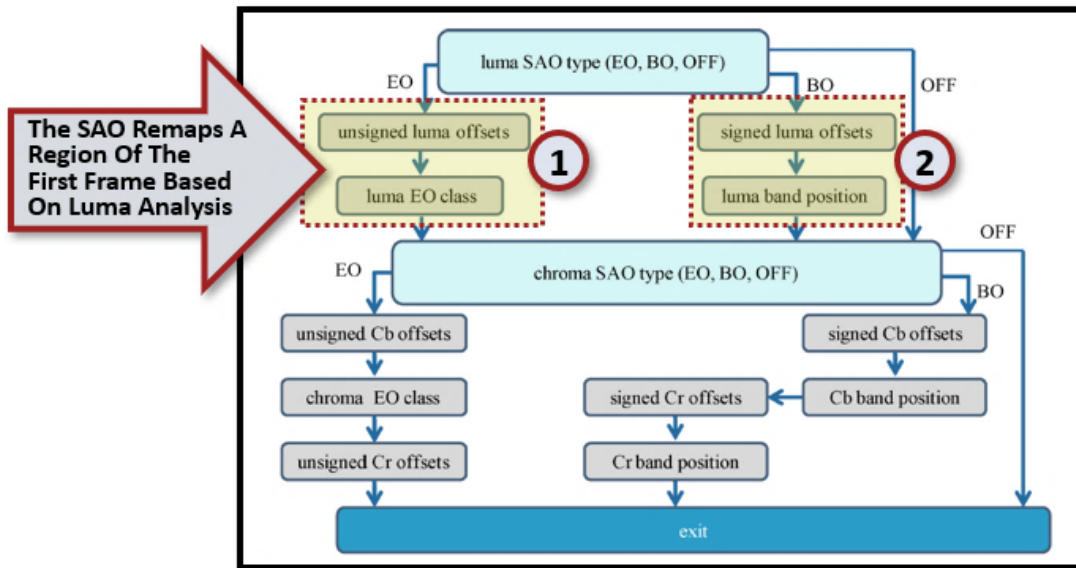 luma SAO type (EO, BO, OFF)
EO
BO
OFF
The SAO Remaps A
Region Of The
First Frame Based
On Luma Analysis
unsigned luma offsets
1
signed luma offsets
2
luma EO class
luma band position
OFF
EO
chroma SAO type (EO, BO, OFF)
BO
unsigned Cb offsets
signed Cb offsets
chroma EO class
signed Cr offsets
Cb band position
unsigned Cr offsets
Cr band position
exit